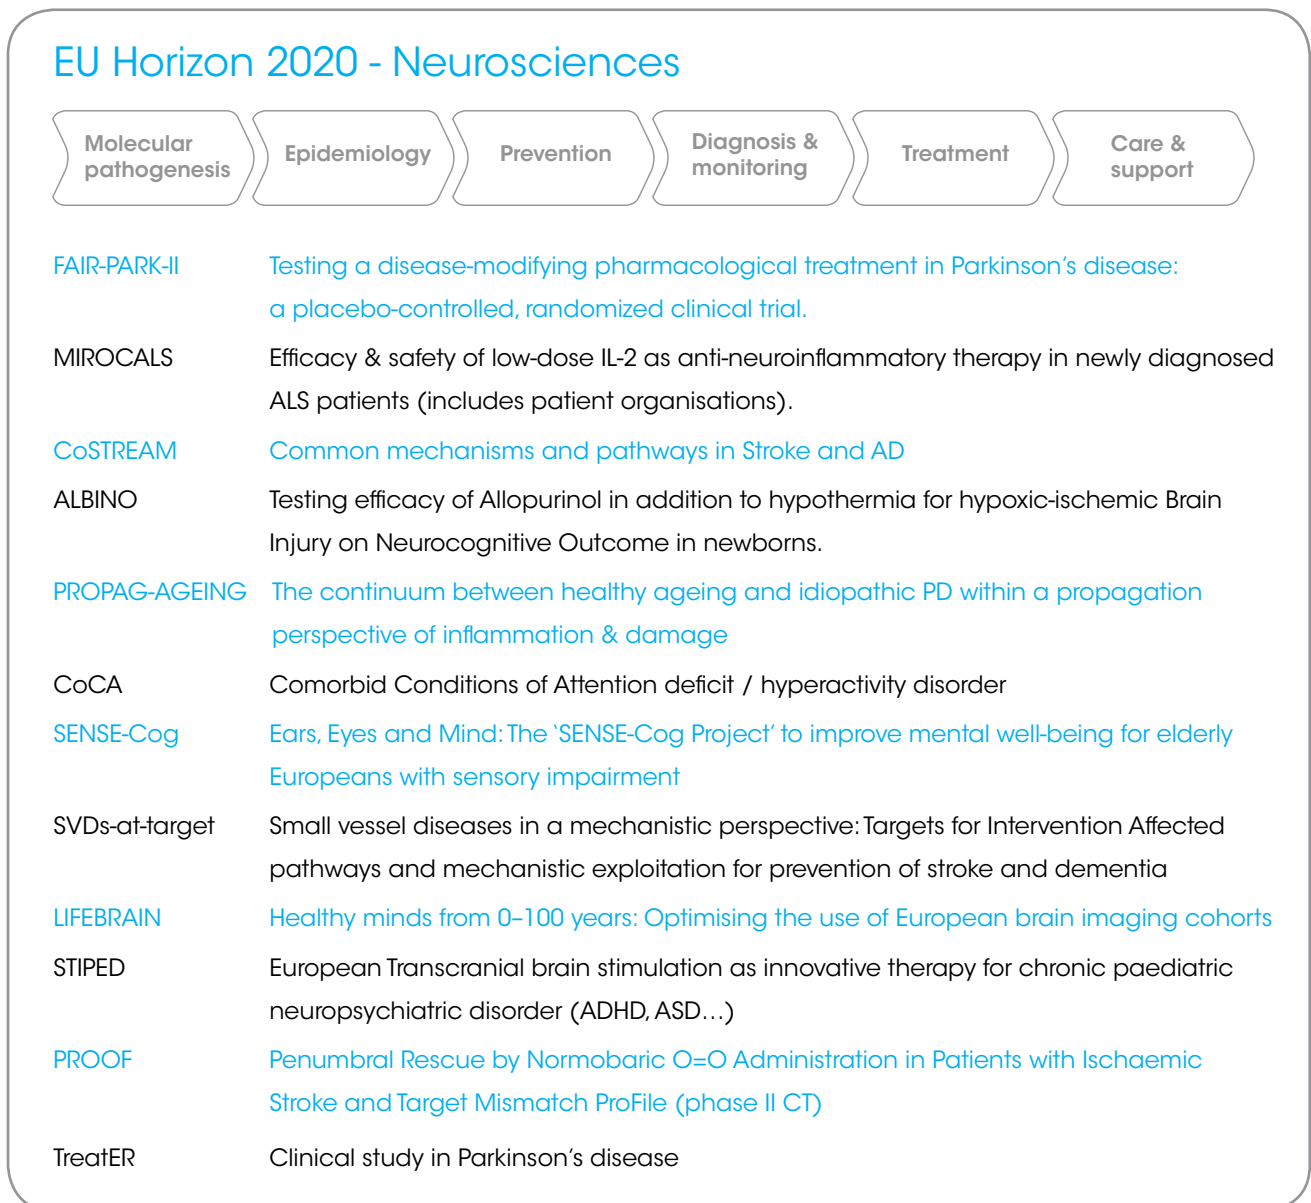 EU Horizon 2020 - Neurosciences
Molecular
pathogenesis
Epidemiology
Prevention
Diagnosis &
monitoring
Treatment
Care &
support
FAIR-PARK-II Testing a disease-modifying pharmacological treatment in Parkinson's disease:
a placebo-controlled, randomized clinical trial.
MIROCALS Efficacy & safety of low-dose IL-2 as anti-neuroinflammatory therapy in newly diagnosed
ALS patients (includes patient organisations).
CoSTREAM Common mechanisms and pathways in Stroke and AD
ALBINO Testing efficacy of Allopurinol in addition to hypothermia for hypoxic-ischemic Brain
Injury on Neurocognitive Outcome in newborns.
PROPAG-AGEING The continuum between healthy ageing and idiopathic PD within a propagation
perspective of inflammation & damage
CoCA Comorbid Conditions of Attention deficit / hyperactivity disorder
SENSE-Cog Ears, Eyes and Mind: The 'SENSE-Cog Project' to improve mental well-being for elderly
Europeans with sensory impairment
SVDs-at-target Small vessel diseases in a mechanistic perspective: Targets for Intervention Affected
pathways and mechanistic exploitation for prevention of stroke and dementia
LIFEBRAIN Healthy minds from 0–100 years: Optimising the use of European brain imaging cohorts
STIPED European Transcranial brain stimulation as innovative therapy for chronic paediatric
neuropsychiatric disorder (ADHD, ASD…)
PROOF Penumbral Rescue by Normobaric O=O Administration in Patients with Ischaemic
Stroke and Target Mismatch ProFile (phase II CT)
TreatER Clinical study in Parkinson's disease